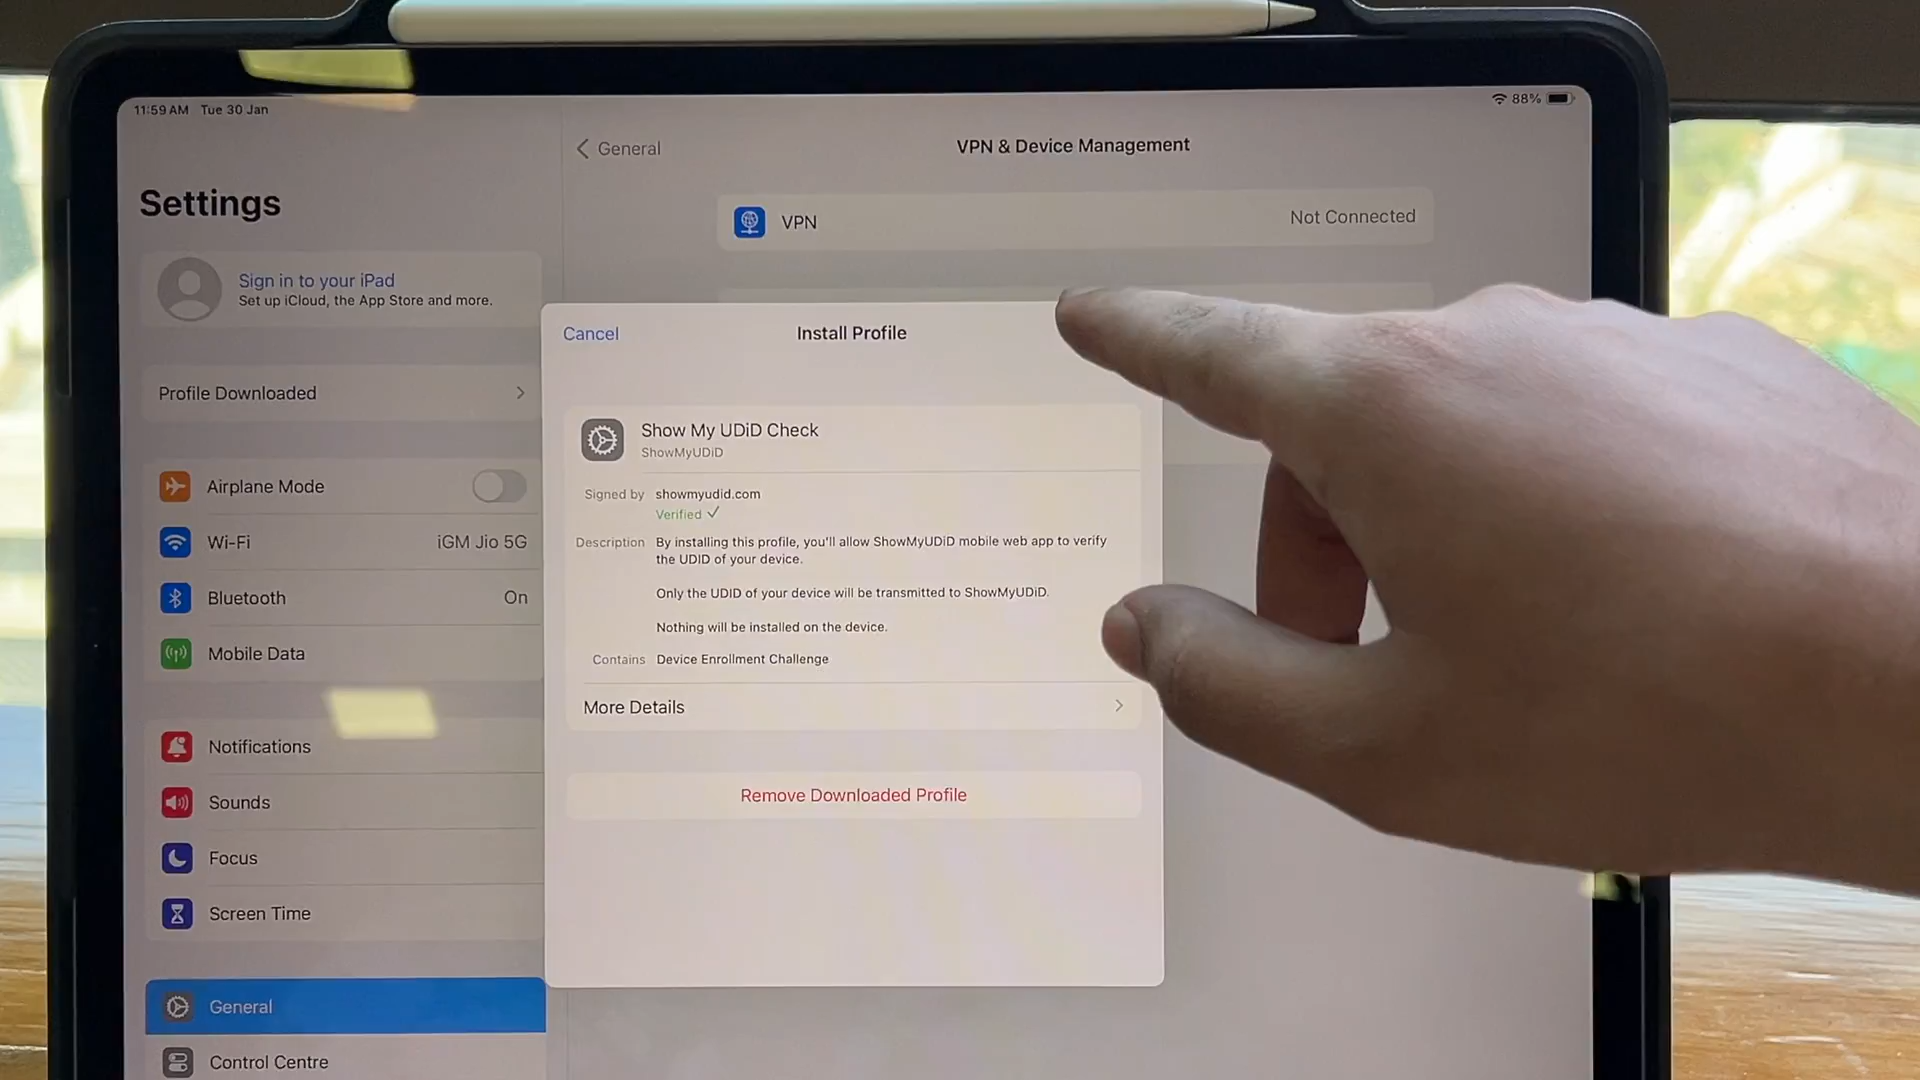 11:59 AM Tue 30 Jan
88%
Settings
Sign in to your iPad
Set up iCloud, the App Store and more.
Profile Downloaded
Airplane Mode
Wi-Fi iGM Jio 5G
Bluetooth On
Mobile Data
Notifications
Sounds
Focus
Screen Time
General
Control Centre
General
VPN & Device Management
VPN Not Connected
Cancel
Install Profile
Show My UDiD Check
ShowMyUDiD
Signed by showmyudid.com
Verified
Description By installing this profile, you'll allow ShowMyUDiD mobile web app to verify
the UDID of your device.
Only the UDID of your device will be transmitted to ShowMyUDiD.
Nothing will be installed on the device.
Contains Device Enrollment Challenge
More Details
Remove Downloaded Profile